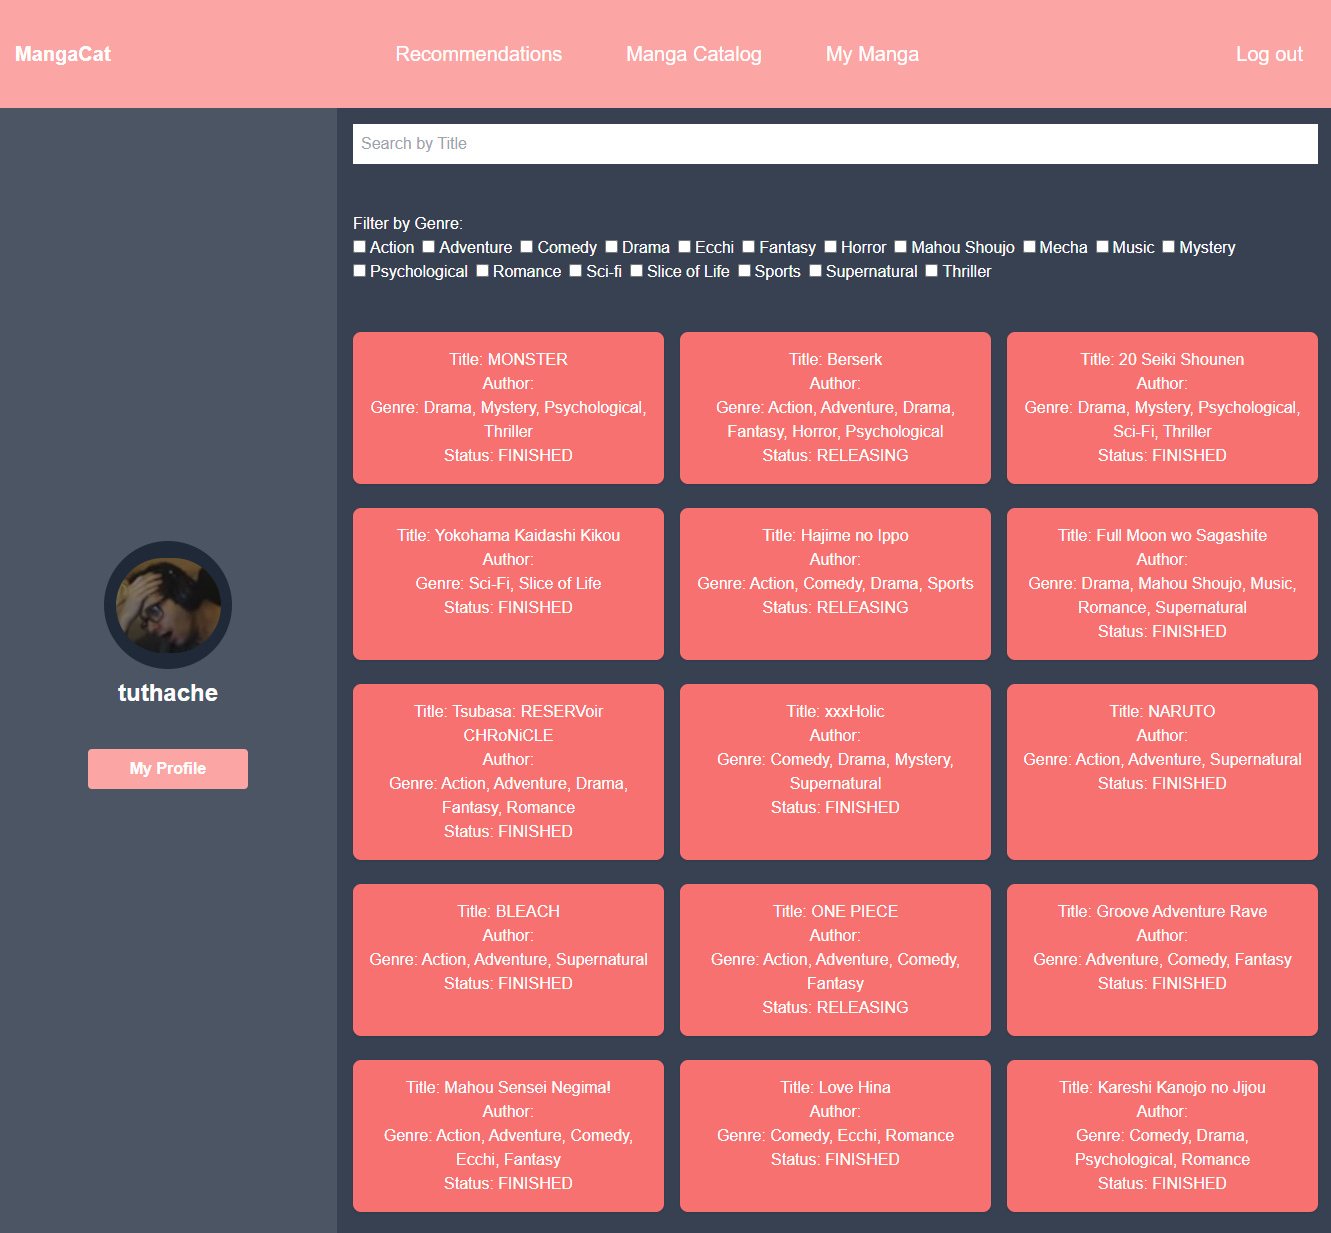 MangaCat
Recommendations
Manga Catalog
My Manga
Log out
Search by Title
Filter by Genre:
Action Adventure Comedy Drama Ecchi Fantasy Horror Mahou Shoujo Mecha Music Mystery
Psychological Romance Sci-fi Slice of Life Sports Supernatural Thriller
tuthache
My Profile
Title: MONSTER
Author:
Genre: Drama, Mystery, Psychological,
Thriller
Status: FINISHED
Title: Berserk
Author:
Genre: Action, Adventure, Drama,
Fantasy, Horror, Psychological
Status: RELEASING
Title: 20 Seiki Shounen
Author:
Genre: Drama, Mystery, Psychological,
Sci-Fi, Thriller
Status: FINISHED
Title: Yokohama Kaidashi Kikou
Author:
Genre: Sci-Fi, Slice of Life
Status: FINISHED
Title: Hajime no Ippo
Author:
Genre: Action, Comedy, Drama, Sports
Status: RELEASING
Title: Full Moon wo Sagashite
Author:
Genre: Drama, Mahou Shoujo, Music,
Romance, Supernatural
Status: FINISHED
Title: Tsubasa: RESERVoir
CHRoNiCLE
Author:
Genre: Action, Adventure, Drama,
Fantasy, Romance
Status: FINISHED
Title: xxxHolic
Author:
Genre: Comedy, Drama, Mystery,
Supernatural
Status: FINISHED
Title: NARUTO
Author:
Genre: Action, Adventure, Supernatural
Status: FINISHED
Title: BLEACH
Author:
Genre: Action, Adventure, Supernatural
Status: FINISHED
Title: ONE PIECE
Author:
Genre: Action, Adventure, Comedy,
Fantasy
Status: RELEASING
Title: Groove Adventure Rave
Author:
Genre: Adventure, Comedy, Fantasy
Status: FINISHED
Title: Mahou Sensei Negima!
Author:
Genre: Action, Adventure, Comedy,
Ecchi, Fantasy
Status: FINISHED
Title: Love Hina
Author:
Genre: Comedy, Ecchi, Romance
Status: FINISHED
Title: Kareshi Kanojo no Jijou
Author:
Genre: Comedy, Drama,
Psychological, Romance
Status: FINISHED